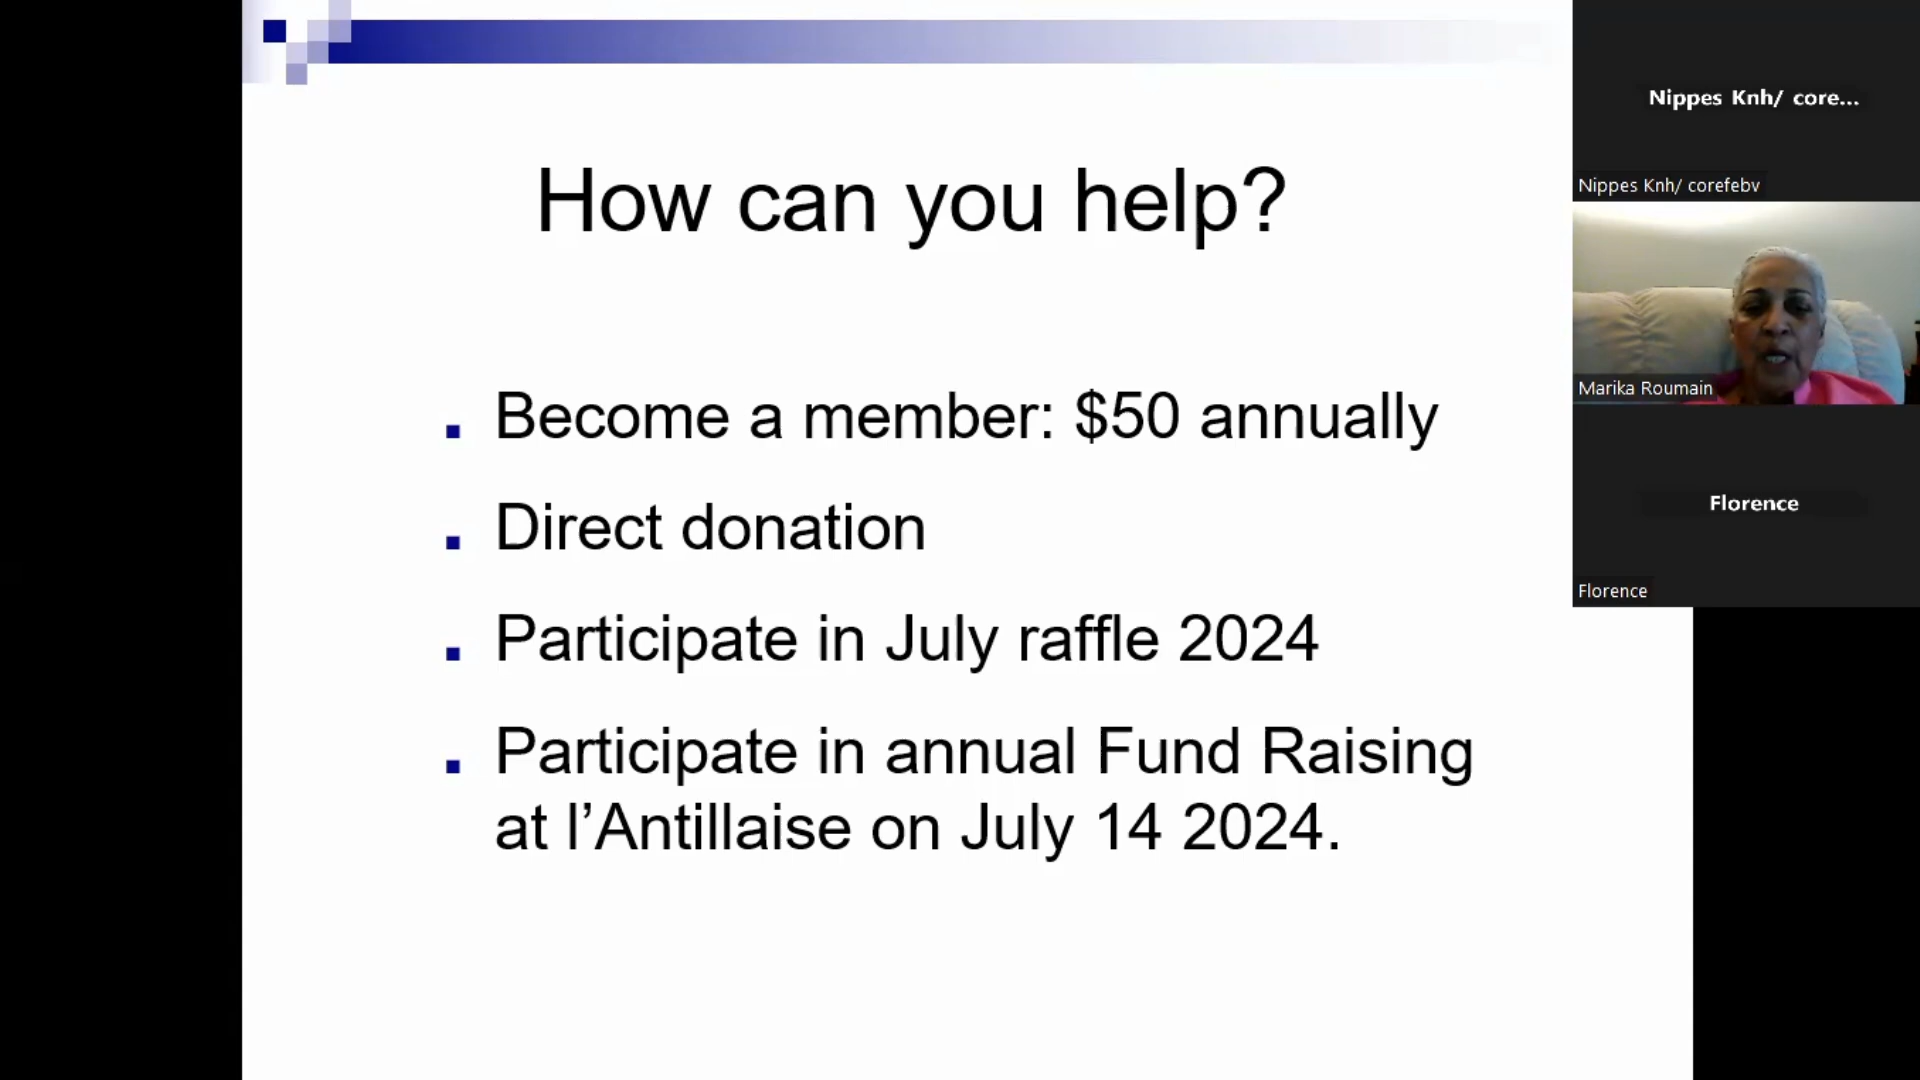 How can you help?
Become a member: $50 annually
Direct donation
Participate in July raffle 2024
Participate in annual Fund Raising
at l’Antillaise on July 14 2024.
Nippes Knh/ core...
Nippes Knh/ corefebv
Marika Roumain
Florence
Florence